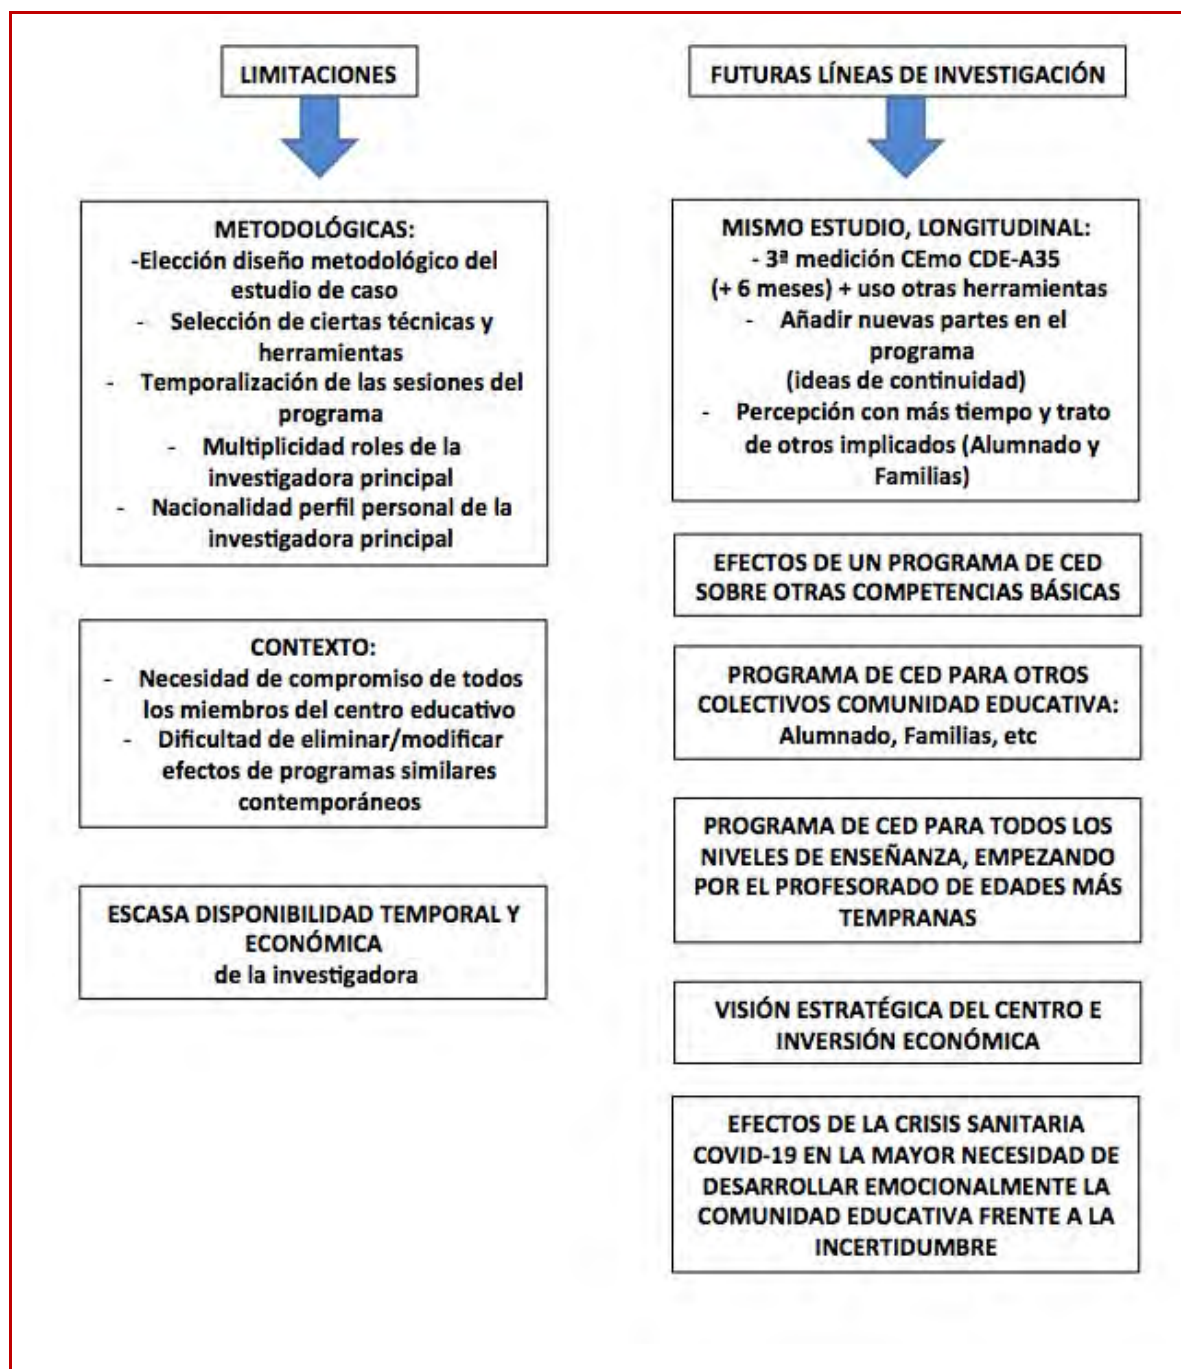 LIMITACIONES
METODOLÓGICAS:
-Elección diseño metodológico del
estudio de caso
- Selección de ciertas técnicas y
herramientas
- Temporalización de las sesiones del
programa
- Multiplicidad roles de la
investigadora principal
- Nacionalidad perfil personal de la
investigadora principal
CONTEXTO:
- Necesidad de compromiso de todos
los miembros del centro educativo
- Dificultad de eliminar/modificar
efectos de programas similares
contemporáneos
ESCASA DISPONIBILIDAD TEMPORAL Y
ECONÓMICA
de la investigadora
FUTURAS LÍNEAS DE INVESTIGACIÓN
MISMO ESTUDIO, LONGITUDINAL:
- 3ª medición CEmo CDE-A35
(+ 6 meses) + uso otras herramientas
- Añadir nuevas partes en el
programa
(ideas de continuidad)
- Percepción con más tiempo y trato
de otros implicados (Alumnado y
Familias)
EFECTOS DE UN PROGRAMA DE CED
SOBRE OTRAS COMPETENCIAS BÁSICAS
PROGRAMA DE CED PARA OTROS
COLECTIVOS COMUNIDAD EDUCATIVA:
Alumnado, Familias, etc
PROGRAMA DE CED PARA TODOS LOS
NIVELES DE ENSEÑANZA, EMPEZANDO
POR EL PROFESORADO DE EDADES MÁS
TEMPRANAS
VISIÓN ESTRATÉGICA DEL CENTRO E
INVERSIÓN ECONÓMICA
EFECTOS DE LA CRISIS SANITARIA
COVID-19 EN LA MAYOR NECESIDAD DE
DESARROLLAR EMOCIONALMENTE LA
COMUNIDAD EDUCATIVA FRENTE A LA
INCERTIDUMBRE